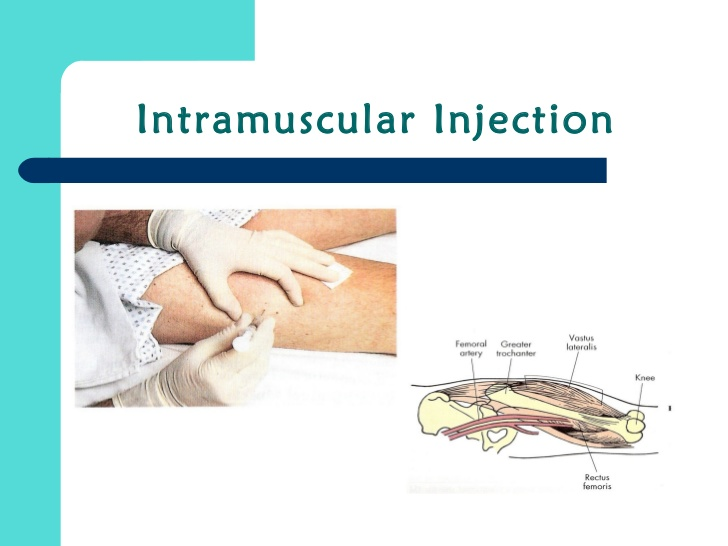 Intramuscular Injection
Femoral
artery
Greater
trochanter
Vastus
lateralis
Knee
Rectus
femoris